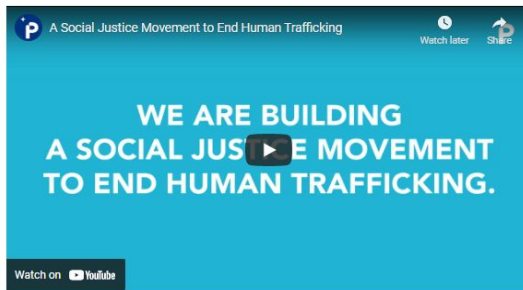 A Social Justice Movement to End Human Trafficking
Watch later
Share
WE ARE BUILDING
A SOCIAL JUSTICE MOVEMENT
TO END HUMAN TRAFFICKING.
Watch on YouTube